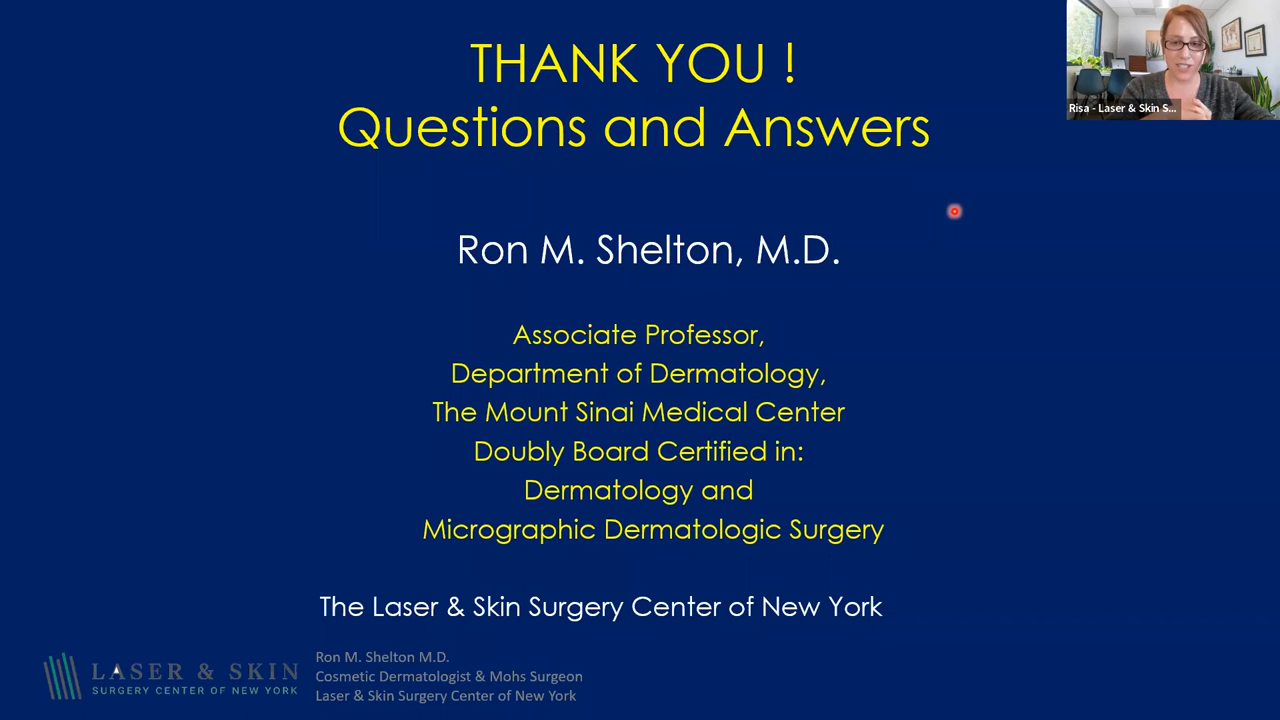 THANK YOU !
Questions and Answers
Risa - Laser & Skin S...
Ron M. Shelton, M.D.
Associate Professor,
Department of Dermatology,
The Mount Sinai Medical Center
Doubly Board Certified in:
Dermatology and
Micrographic Dermatologic Surgery
The Laser & Skin Surgery Center of New York
LASER & SKIN
SURGERY CENTER OF NEW YORK
Ron M. Shelton M.D.
Cosmetic Dermatologist & Mohs Surgeon
Laser & Skin Surgery Center of New York